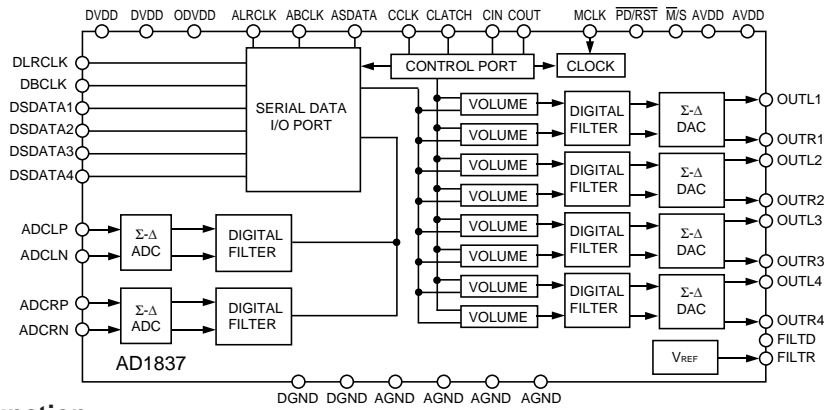 DVDD DVDD ODVDD ALRCLK ABCLK ASDATA CCLK CLATCH CIN COUT MCLK PD/RST M/S AVDD AVDD
DLRCLK
DBCLK
DSDATA1
DSDATA2
DSDATA3
DSDATA4
SERIAL DATA
I/O PORT
CONTROL PORT
CLOCK
VOLUME
VOLUME
VOLUME
VOLUME
VOLUME
VOLUME
VOLUME
VOLUME
DIGITAL
FILTER
DIGITAL
FILTER
DIGITAL
FILTER
DIGITAL
FILTER
Σ-Δ
DAC
Σ-Δ
DAC
Σ-Δ
DAC
Σ-Δ
DAC
OUTL1
OUTR1
OUTL2
OUTR2
OUTL3
OUTR3
OUTL4
OUTR4
FILTD
FILTR
VREF
ADCLP
ADCLN
Σ-Δ
ADC
DIGITAL
FILTER
ADCRP
ADCRN
Σ-Δ
ADC
DIGITAL
FILTER
AD1837
DGND DGND AGND AGND AGND AGND